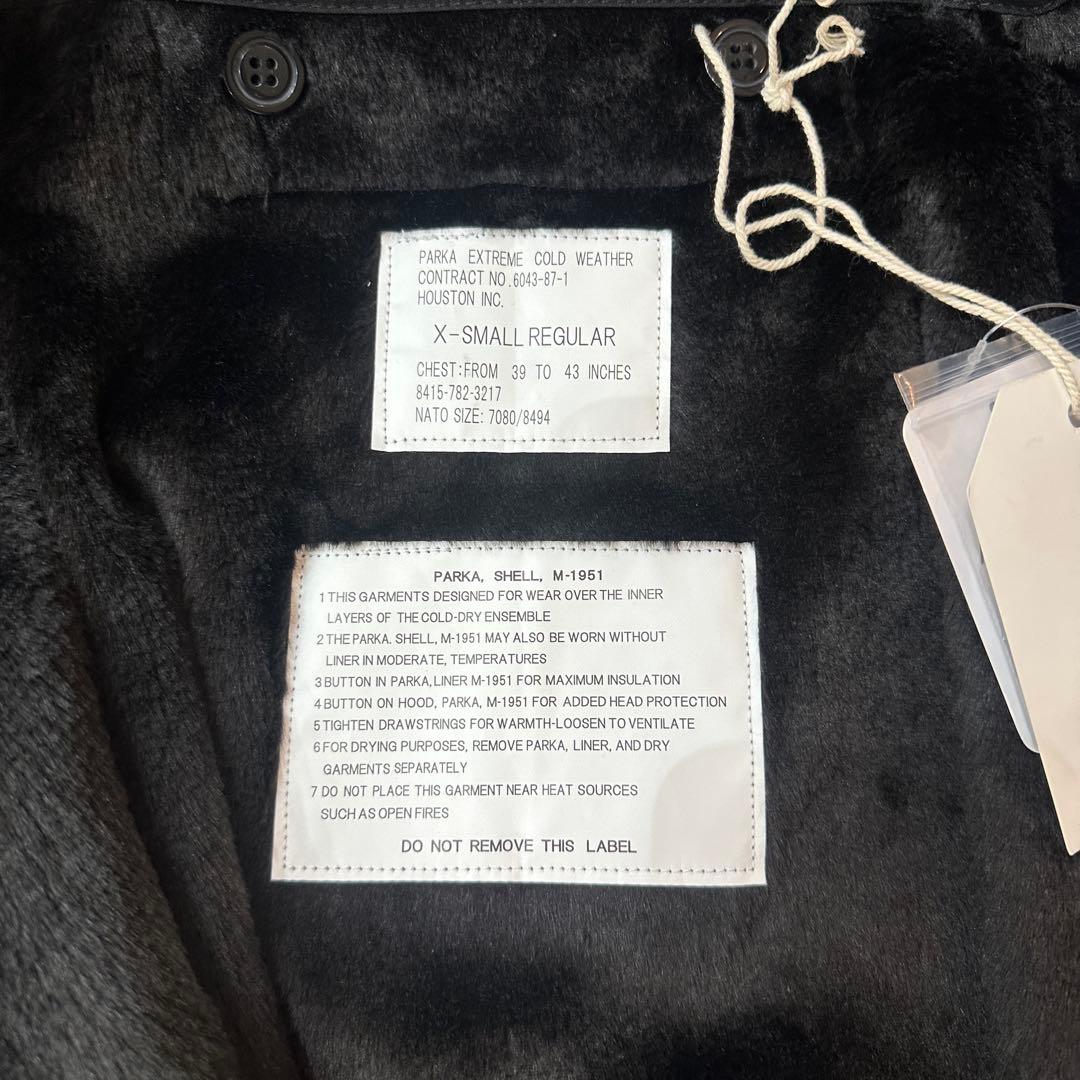 PARKA EXTREME COLD WEATHER
CONTRACT NO.6043-87-1
HOUSTON INC.
X-SMALL REGULAR
CHEST:FROM 39 TO 43 INCHES
8415-782-3217
NATO SIZE: 7080/8494
PARKA, SHELL, M-1951
1 THIS GARMENTS DESIGNED FOR WEAR OVER THE INNER
LAYERS OF THE COLD-DRY ENSEMBLE
2 THE PARKA. SHELL, M-1951 MAY ALSO BE WORN WITHOUT
LINER IN MODERATE, TEMPERATURES
3 BUTTON IN PARKA, LINER M-1951 FOR MAXIMUM INSULATION
4 BUTTON ON HOOD, PARKA, M-1951 FOR ADDED HEAD PROTECTION
5 TIGHTEN DRAWSTRINGS FOR WARMTH-LOOSEN TO VENTILATE
6 FOR DRYING PURPOSES, REMOVE PARKA, LINER, AND DRY
GARMENTS SEPARATELY
7 DO NOT PLACE THIS GARMENT NEAR HEAT SOURCES
SUCH AS OPEN FIRES
DO NOT REMOVE THIS LABEL